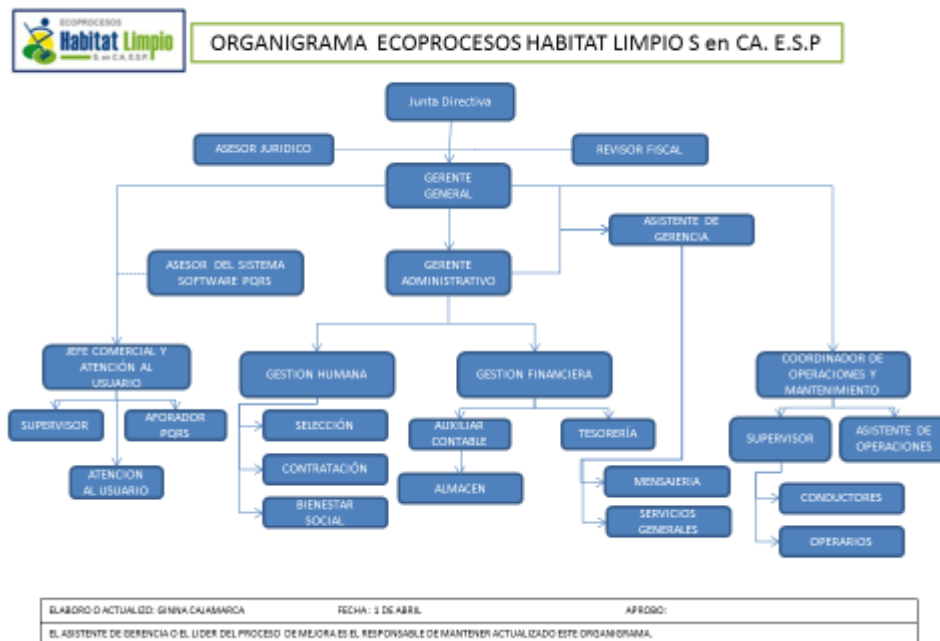 ECOPROCESOS
Habitat Limpio
S. en C.A. E.S.P.
ORGANIGRAMA ECOPROCESOS HABITAT LIMPIO S en CA. E.S.P
Junta Directiva
ASESOR JURIDICO
REVISOR FISCAL
GERENTE
GENERAL
ASISTENTE DE
GERENCIA
ASESOR DEL SISTEMA
SOFTWARE PQRS
GERENTE
ADMINISTRATIVO
JEFE COMERCIAL Y
ATENCIÓN AL
USUARIO
GESTION HUMANA
GESTION FINANCIERA
COORDINADOR DE
OPERACIONES Y
MANTENIMIENTO
SUPERVISOR
AFORADOR
PQRS
SELECCIÓN
AUXILIAR
CONTABLE
TESORERÍA
SUPERVISOR
ASISTENTE DE
OPERACIONES
ATENCION
AL USUARIO
CONTRATACIÓN
ALMACEN
MENSAJERIA
CONDUCTORES
BIENESTAR
SOCIAL
SERVICIOS
GENERALES
OPERARIOS
ELABORO O ACTUALIZO: GINNA CAJAMARCA FECHA : 1 DE ABRIL APROBO:
EL ASISTENTE DE GERENCIA O EL LIDER DEL PROCESO DE MEJORA ES EL RESPONSABLE DE MANTENER ACTUALIZADO ESTE ORGANIGRAMA.